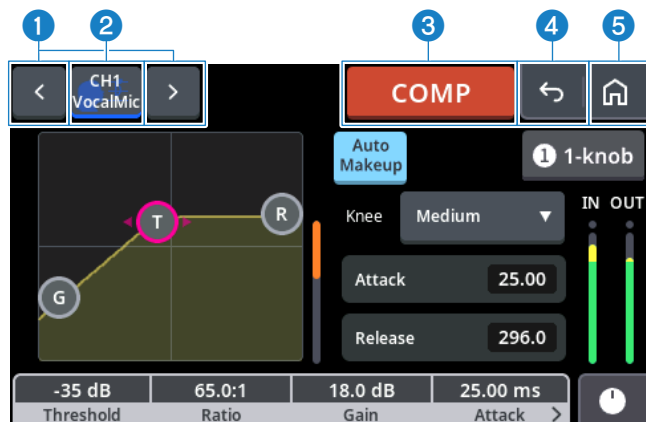 1 2 3 4 5
< CH1 VocalMic > COMP
Auto Makeup
1 1-knob
IN OUT
Knee Medium
T R
G
Attack 25.00
Release 296.0
-35 dB 65.0:1 18.0 dB 25.00 ms
Threshold Ratio Gain Attack >